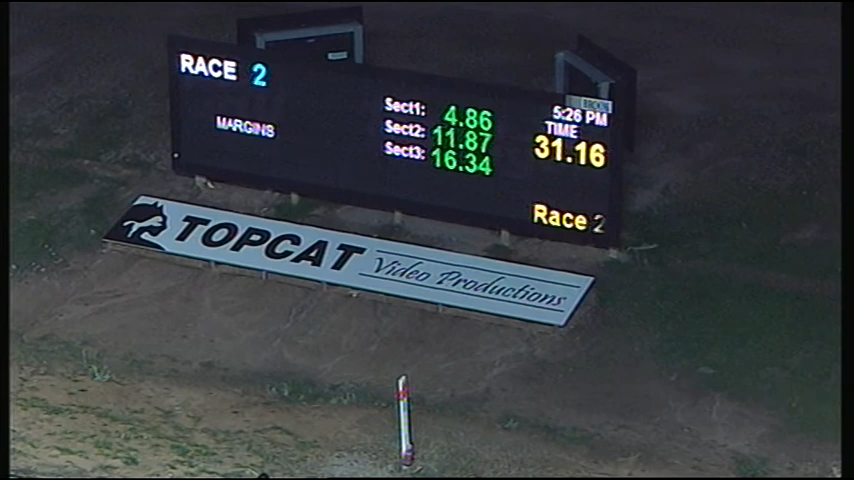 RACE 2
MARGINS
Sect1: 4.86
Sect2: 11.87
Sect3: 16.34
5:26 PM
TIME
31.16
Race 2
TOPCAT Video Productions